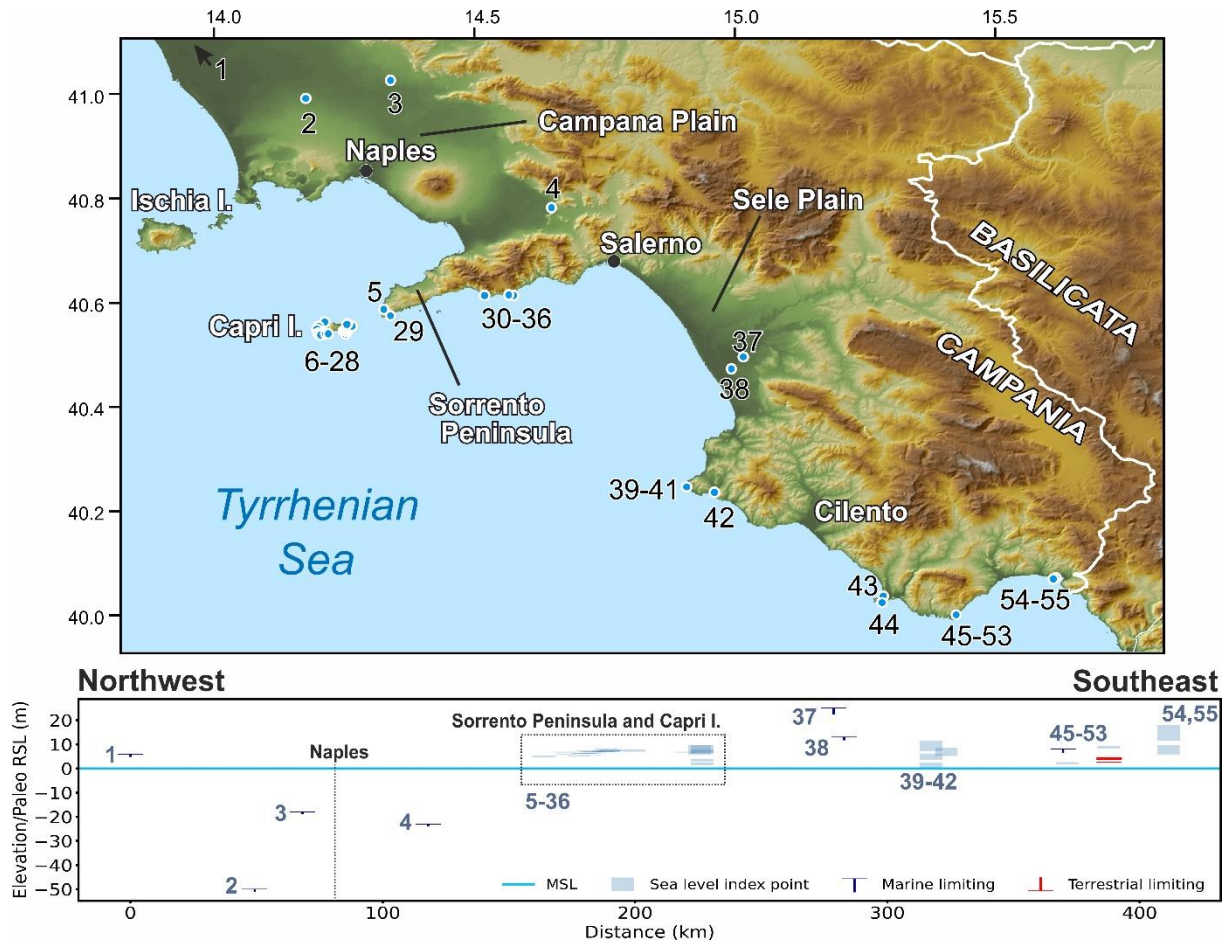 14.0 14.5 15.0 15.5
41.0
40.8
40.6
40.4
40.2
40.0
1
2
3
Campana Plain
Naples
Ischia I.
4
Sele Plain
Salerno
BASILICATA
5
29
30-36
Capri I.
6-28
37
38
CAMPANIA
Sorrento
Peninsula
39-41
42
Cilento
Tyrrhenian
Sea
43
44
45-53
54-55
Northwest Southeast
Elevation/Paleo RSL (m)
20
10
0
−10
−20
−30
−40
−50
Sorrento Peninsula and Capri I.
Naples
1
2
3
4
5-36
37
38
39-42
45-53
54,55
MSL Sea level index point Marine limiting Terrestrial limiting
0 100 200 300 400
Distance (km)